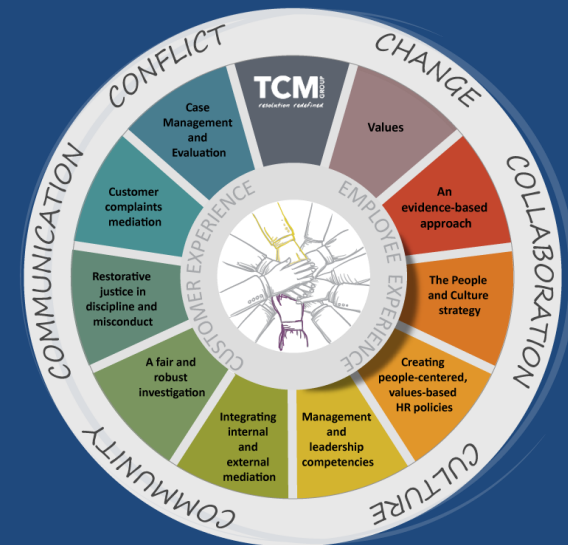 CONFLICT
CHANGE
COLLABORATION
CULTURE
COMMUNITY
COMMUNICATION
TCM
GROUP
resolution redefined
Values
An
evidence-based
approach
The People
and Culture
strategy
Creating
people-centered,
values-based
HR policies
Management
and
leadership
competencies
Integrating
internal
and
external
mediation
A fair and
robust
investigation
Restorative
justice in
discipline and
misconduct
Customer
complaints
mediation
Case
Management
and
Evaluation
CUSTOMER EXPERIENCE
EMPLOYEE EXPERIENCE